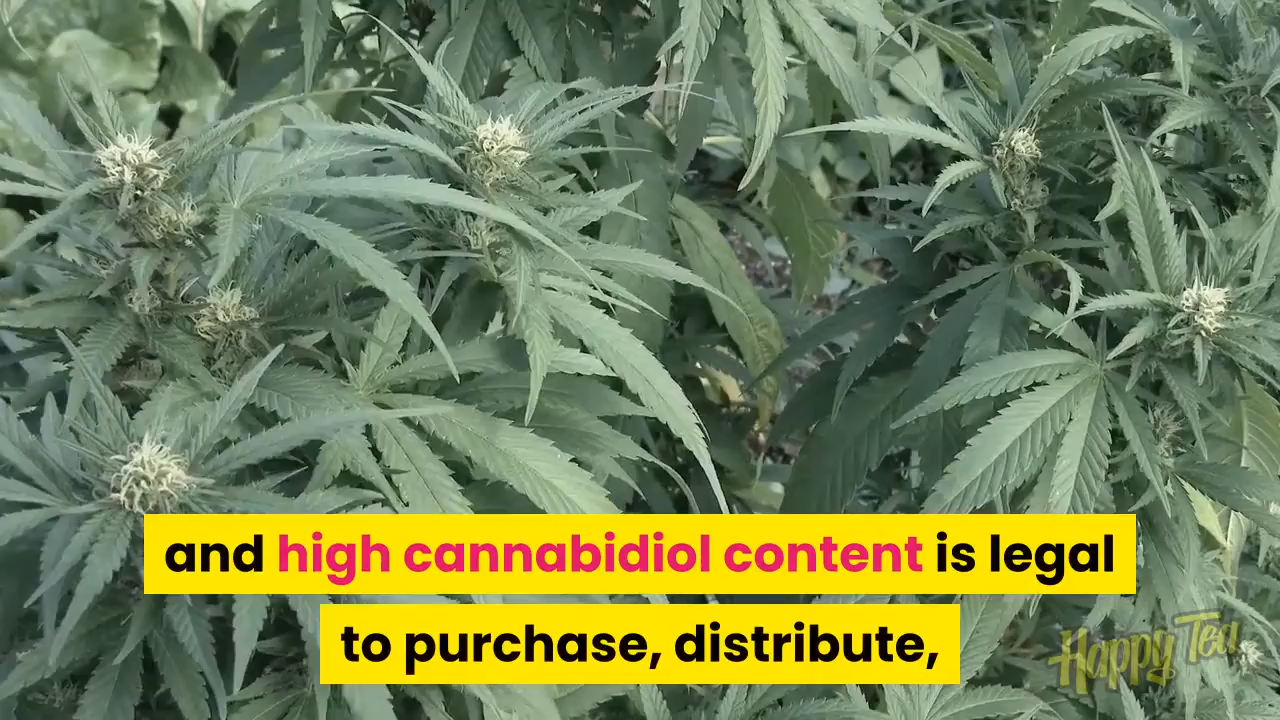 and high cannabidiol content is legal
to purchase, distribute,
Happy Tea